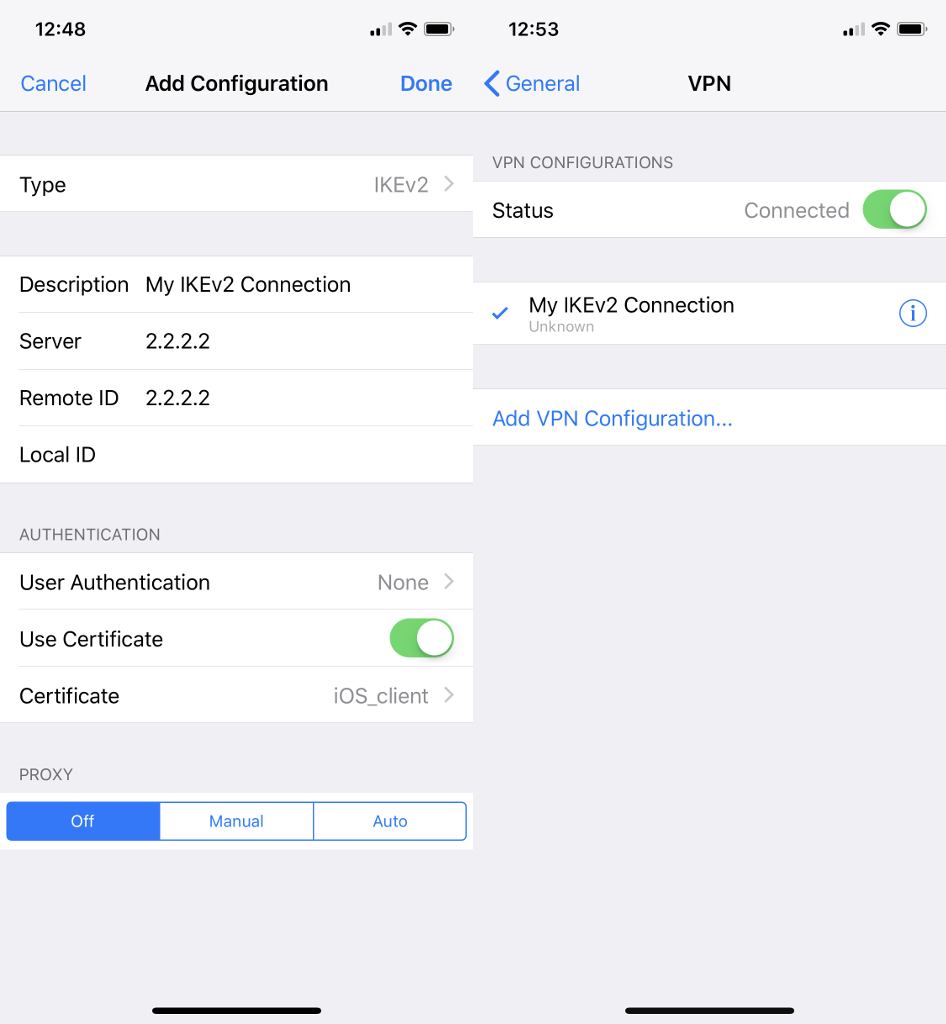 12:48
Cancel Add Configuration Done
Type IKEv2
Description My IKEv2 Connection
Server 2.2.2.2
Remote ID 2.2.2.2
Local ID
AUTHENTICATION
User Authentication None
Use Certificate
Certificate iOS_client
PROXY
Off Manual Auto
12:53
General VPN
VPN CONFIGURATIONS
Status Connected
My IKEv2 Connection
Unknown
Add VPN Configuration...